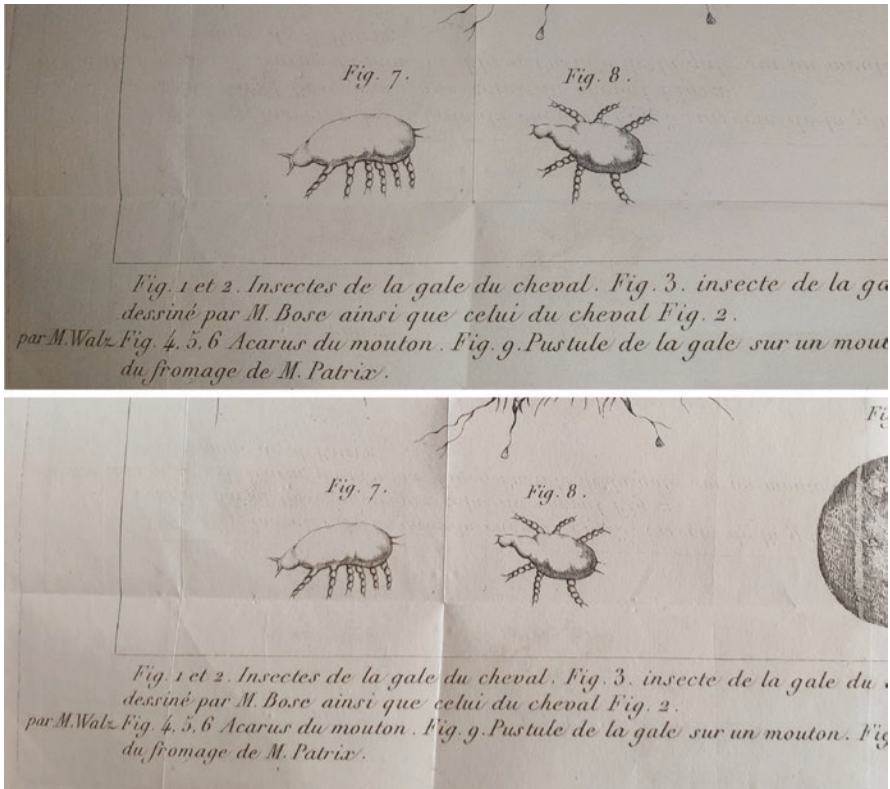 Fig. 7.
Fig. 8.
Fig. 1 et 2. Insectes de la gale du cheval. Fig. 3. insecte de la
dessiné par M. Bose ainsi que celui du cheval Fig. 2.
par M. Walz Fig. 4, 5, 6 Acarus du mouton. Fig. 9. Pustule de la gale sur un
du fromage de M. Patrix.
Fig. 7.
Fig. 8.
Fig. 1 et 2. Insectes de la gale du cheval. Fig. 3. insecte de la gale du
dessiné par M. Bose ainsi que celui du cheval Fig. 2.
par M. Walz Fig. 4, 5, 6 Acarus du mouton. Fig. 9. Pustule de la gale sur un mouton.
du fromage de M. Patrix.